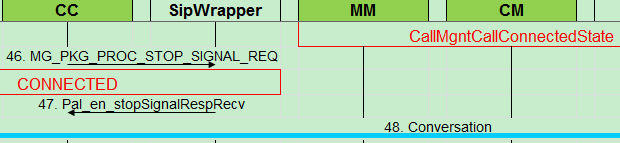 CC SipWrapper MM CM
CallMgntCallConnectedState
46. MG_PKG_PROC_STOP_SIGNAL_REQ
CONNECTED
47. Pal_en_stopSignalRespRecv
48. Conversation